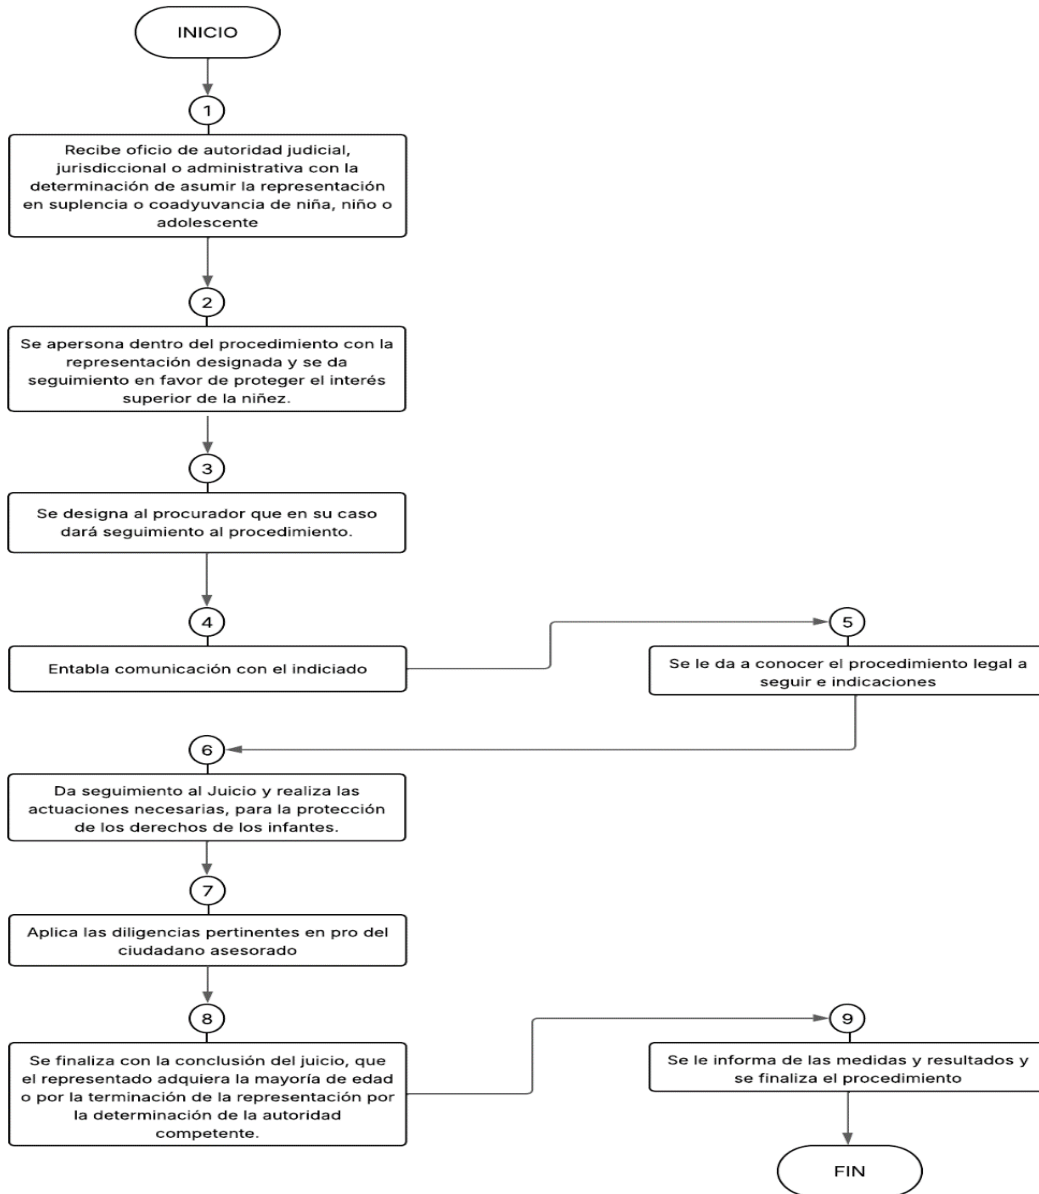 INICIO
1
Recibe oficio de autoridad judicial,
jurisdiccional o administrativa con la
determinación de asumir la representación
en suplencia o coadyuvancia de niña, niño o
adolescente
2
Se apersona dentro del procedimiento con la
representación designada y se da
seguimiento en favor de proteger el interés
superior de la niñez.
3
Se designa al procurador que en su caso
dará seguimiento al procedimiento.
4
Entabla comunicación con el indiciado
5
Se le da a conocer el procedimiento legal a
seguir e indicaciones
6
Da seguimiento al Juicio y realiza las
actuaciones necesarias, para la protección
de los derechos de los infantes.
7
Aplica las diligencias pertinentes en pro del
ciudadano asesorado
8
Se finaliza con la conclusión del juicio, que
el representado adquiera la mayoría de edad
o por la terminación de la representación por
la determinación de la autoridad
competente.
9
Se le informa de las medidas y resultados y
se finaliza el procedimiento
FIN